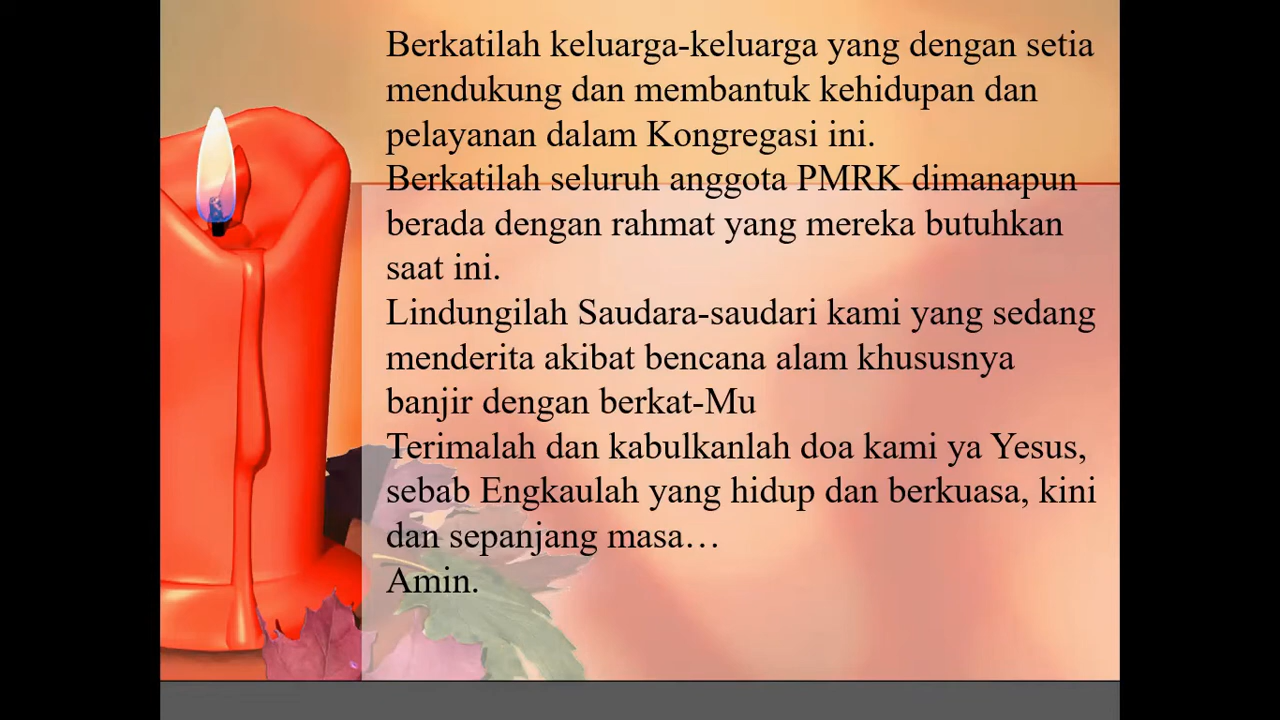 Berkatilah keluarga-keluarga yang dengan setia
mendukung dan membantuk kehidupan dan
pelayanan dalam Kongregasi ini.
Berkatilah seluruh anggota PMRK dimanapun
berada dengan rahmat yang mereka butuhkan
saat ini.
Lindungilah Saudara-saudari kami yang sedang
menderita akibat bencana alam khususnya
banjir dengan berkat-Mu
Terimalah dan kabulkanlah doa kami ya Yesus,
sebab Engkaulah yang hidup dan berkuasa, kini
dan sepanjang masa…
Amin.